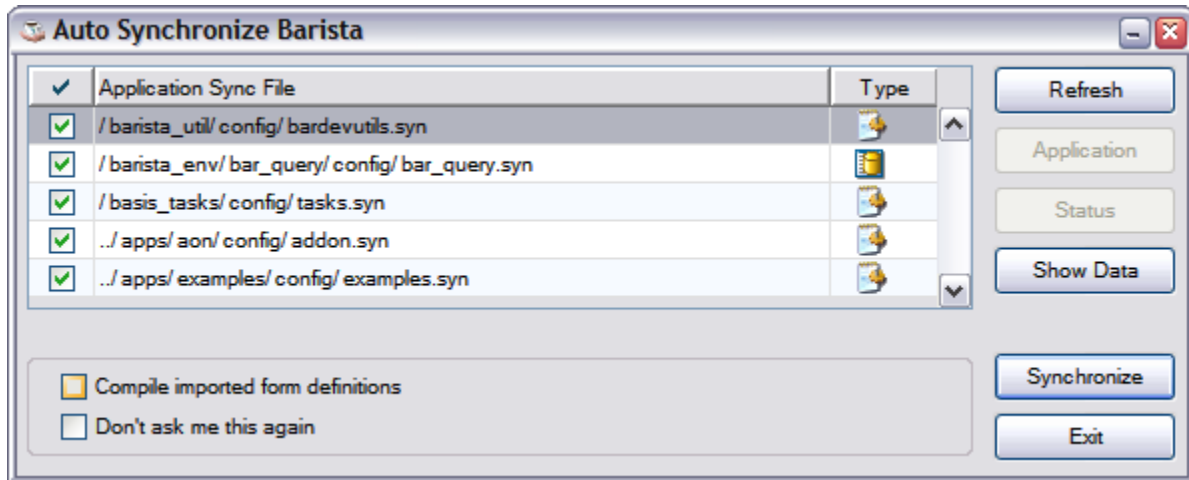 Auto Synchronize Barista
Application Sync File Type
/barista_util/config/bardevutils.syn
/barista_env/bar_query/config/bar_query.syn
/basis_tasks/config/tasks.syn
../apps/aon/config/addon.syn
../apps/examples/config/examples.syn
Refresh
Application
Status
Show Data
Compile imported form definitions
Don't ask me this again
Synchronize
Exit